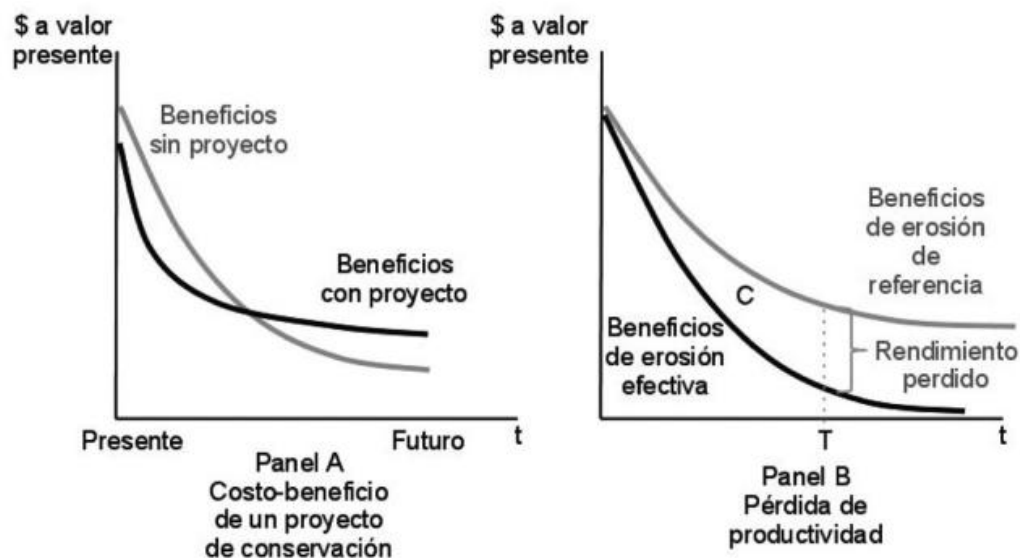 $ a valor
presente
Beneficios
sin proyecto
Beneficios
con proyecto
Presente
Futuro
t
Panel A
Costo-beneficio
de un proyecto
de conservación
$ a valor
presente
Beneficios
de erosión
de
referencia
C
Beneficios
de erosión
efectiva
Rendimiento
perdido
T
t
Panel B
Pérdida de
productividad